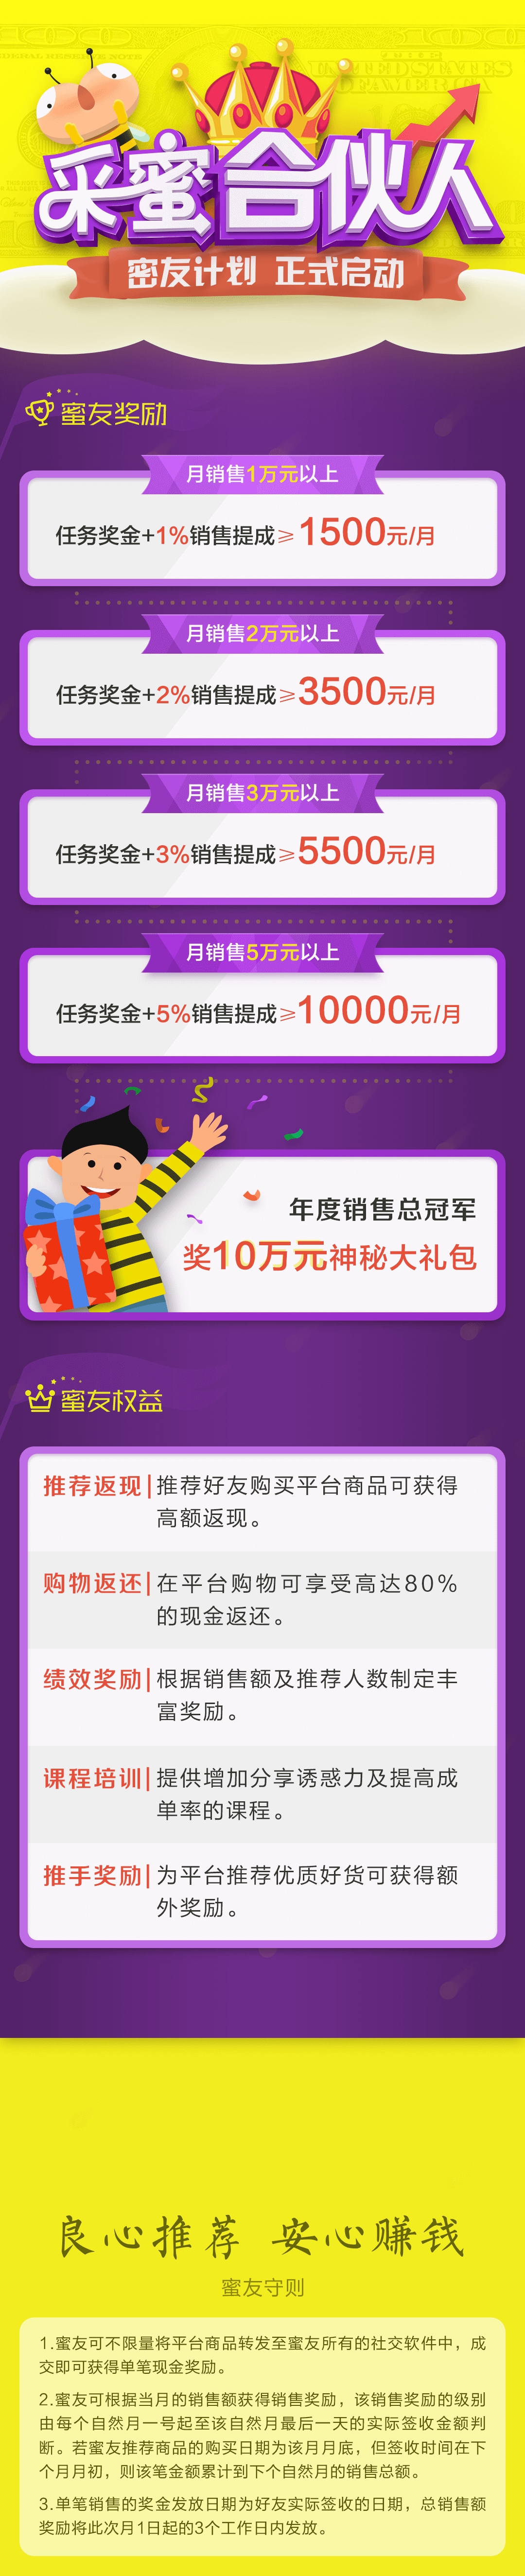 采蜜合伙人
蜜友计划 正式启动
蜜友奖励
月销售1万元以上
任务奖金+1%销售提成≥1500元/月
月销售2万元以上
任务奖金+2%销售提成≥3500元/月
月销售3万元以上
任务奖金+3%销售提成≥5500元/月
月销售5万元以上
任务奖金+5%销售提成≥10000元/月
年度销售总冠军
奖10万元神秘大礼包
蜜友权益
推荐返现|推荐好友购买平台商品可获得
高额返现。
购物返还|在平台购物可享受高达80%
的现金返还。
绩效奖励|根据销售额及推荐人数制定丰
富奖励。
课程培训|提供增加分享诱惑力及提高成
单率的课程。
推手奖励|为平台推荐优质好货可获得额
外奖励。
良心推荐 安心赚钱
蜜友守则
1.蜜友可不限量将平台商品转发至蜜友所有的社交软件中，成
交即可获得单笔现金奖励。
2.蜜友可根据当月的销售额获得销售奖励，该销售奖励的级别
由每个自然月一号起至该自然月最后一天的实际签收金额判
断。若蜜友推荐商品的购买日期为该月月底，但签收时间在下
个月月初，则该笔金额累计到下个自然月的销售总额。
3.单笔销售的奖金发放日期为好友实际签收的日期，总销售额
奖励将此次月1日起的3个工作日内发放。